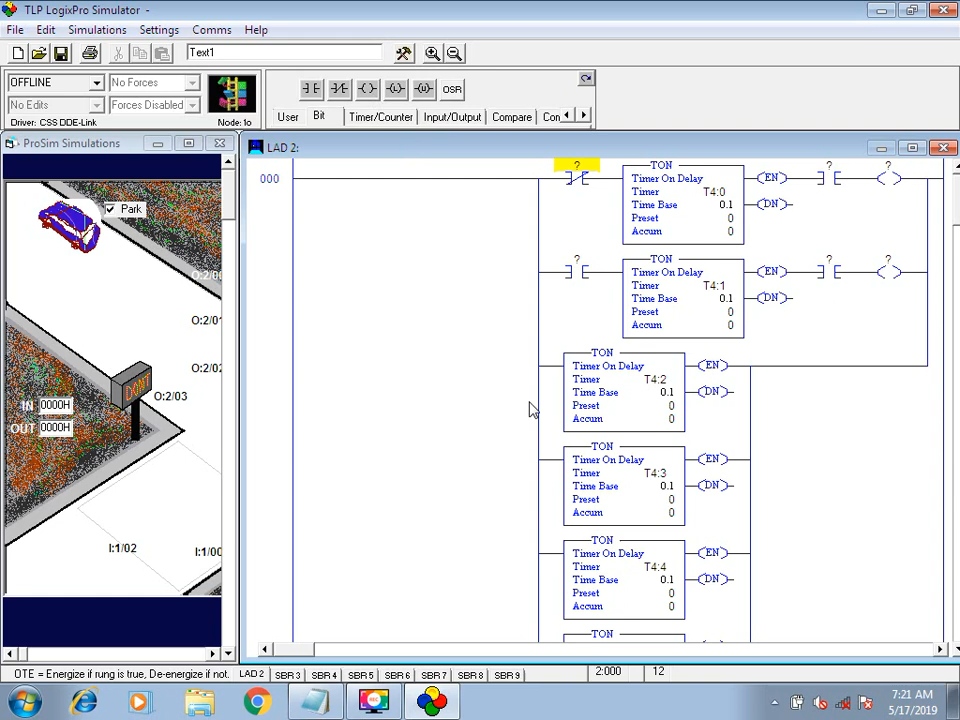 TLP LogixPro Simulator -
File Edit Simulations Settings Comms Help
Text1
OFFLINE No Forces
No Edits Forces Disabled
Driver: CSS DDE-Link Node: 1o
OSR
User Bit Timer/Counter Input/Output Compare Con
ProSim Simulations
Park
O:2/00
O:2/01
O:2/02
DONT
O:2/03
IN 0000H
OUT 0000H
I:1/02 I:1/00
LAD 2:
000
? TON ? ?
Timer On Delay EN
Timer T4:0
Time Base 0.1 DN
Preset 0
Accum 0
? TON ? ?
Timer On Delay EN
Timer T4:1
Time Base 0.1 DN
Preset 0
Accum 0
TON
Timer On Delay EN
Timer T4:2
Time Base 0.1 DN
Preset 0
Accum 0
TON
Timer On Delay EN
Timer T4:3
Time Base 0.1 DN
Preset 0
Accum 0
TON
Timer On Delay EN
Timer T4:4
Time Base 0.1 DN
Preset 0
Accum 0
TON
OTE = Energize if rung is true, De-energize if not.
LAD 2 SBR 3 SBR 4 SBR 5 SBR 6 SBR 7 SBR 8 SBR 9
2:000 12
7:21 AM
5/17/2019